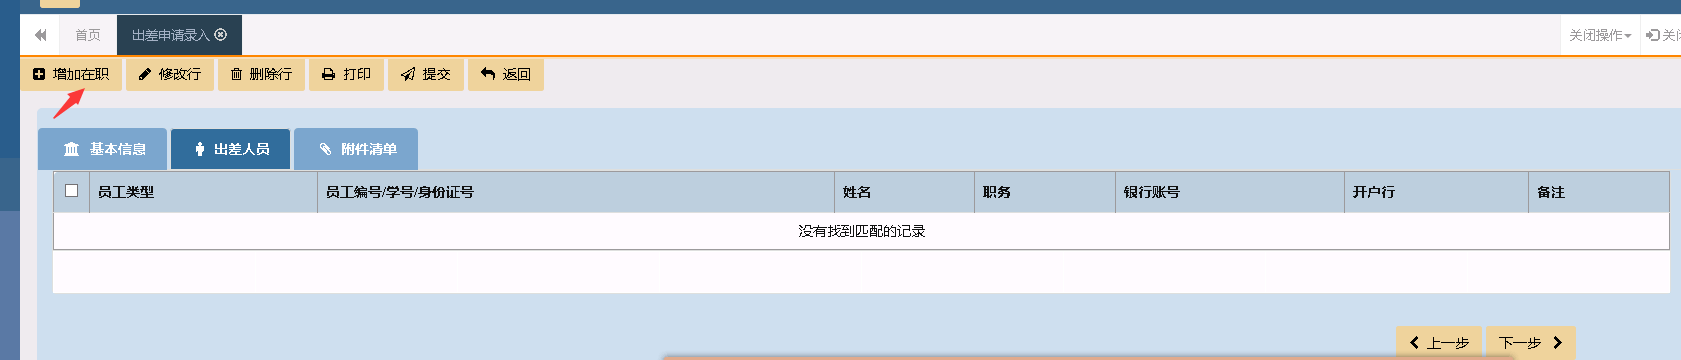 首页 出差申请录入 关闭操作 关闭
增加在职 修改行 删除行 打印 提交 返回
基本信息 出差人员 附件清单
员工类型 员工编号/学号/身份证号 姓名 职务 银行账号 开户行 备注
没有找到匹配的记录
上一步 下一步